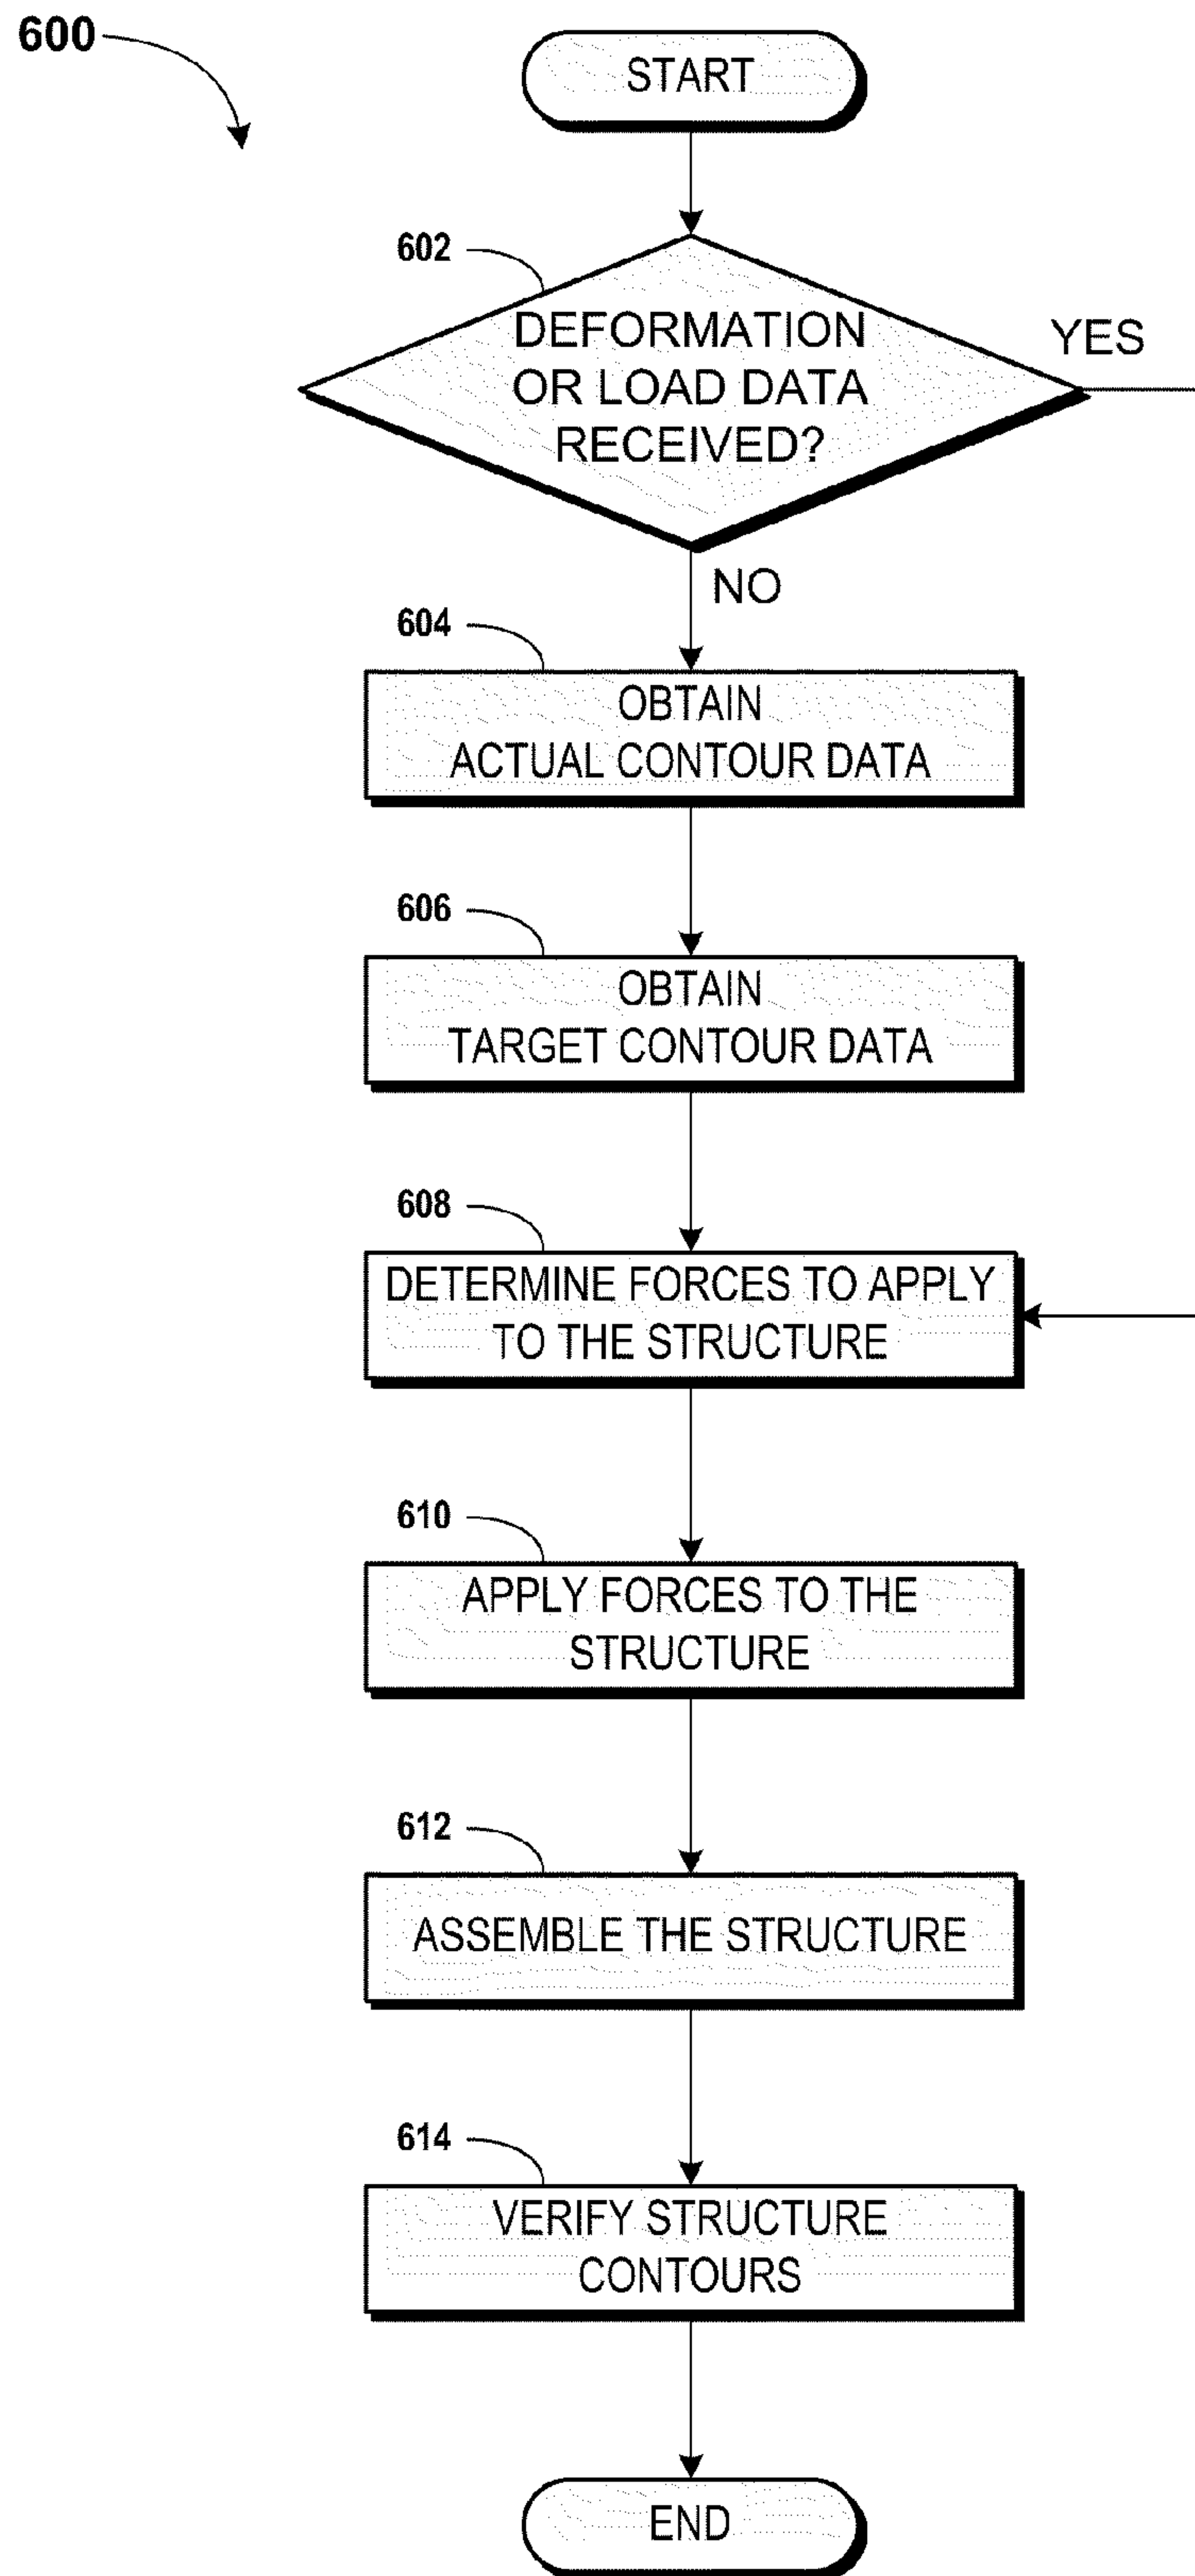 600
START
602
DEFORMATION
OR LOAD DATA
RECEIVED?
YES
NO
604
OBTAIN
ACTUAL CONTOUR DATA
606
OBTAIN
TARGET CONTOUR DATA
608
DETERMINE FORCES TO APPLY
TO THE STRUCTURE
610
APPLY FORCES TO THE
STRUCTURE
612
ASSEMBLE THE STRUCTURE
614
VERIFY STRUCTURE
CONTOURS
END